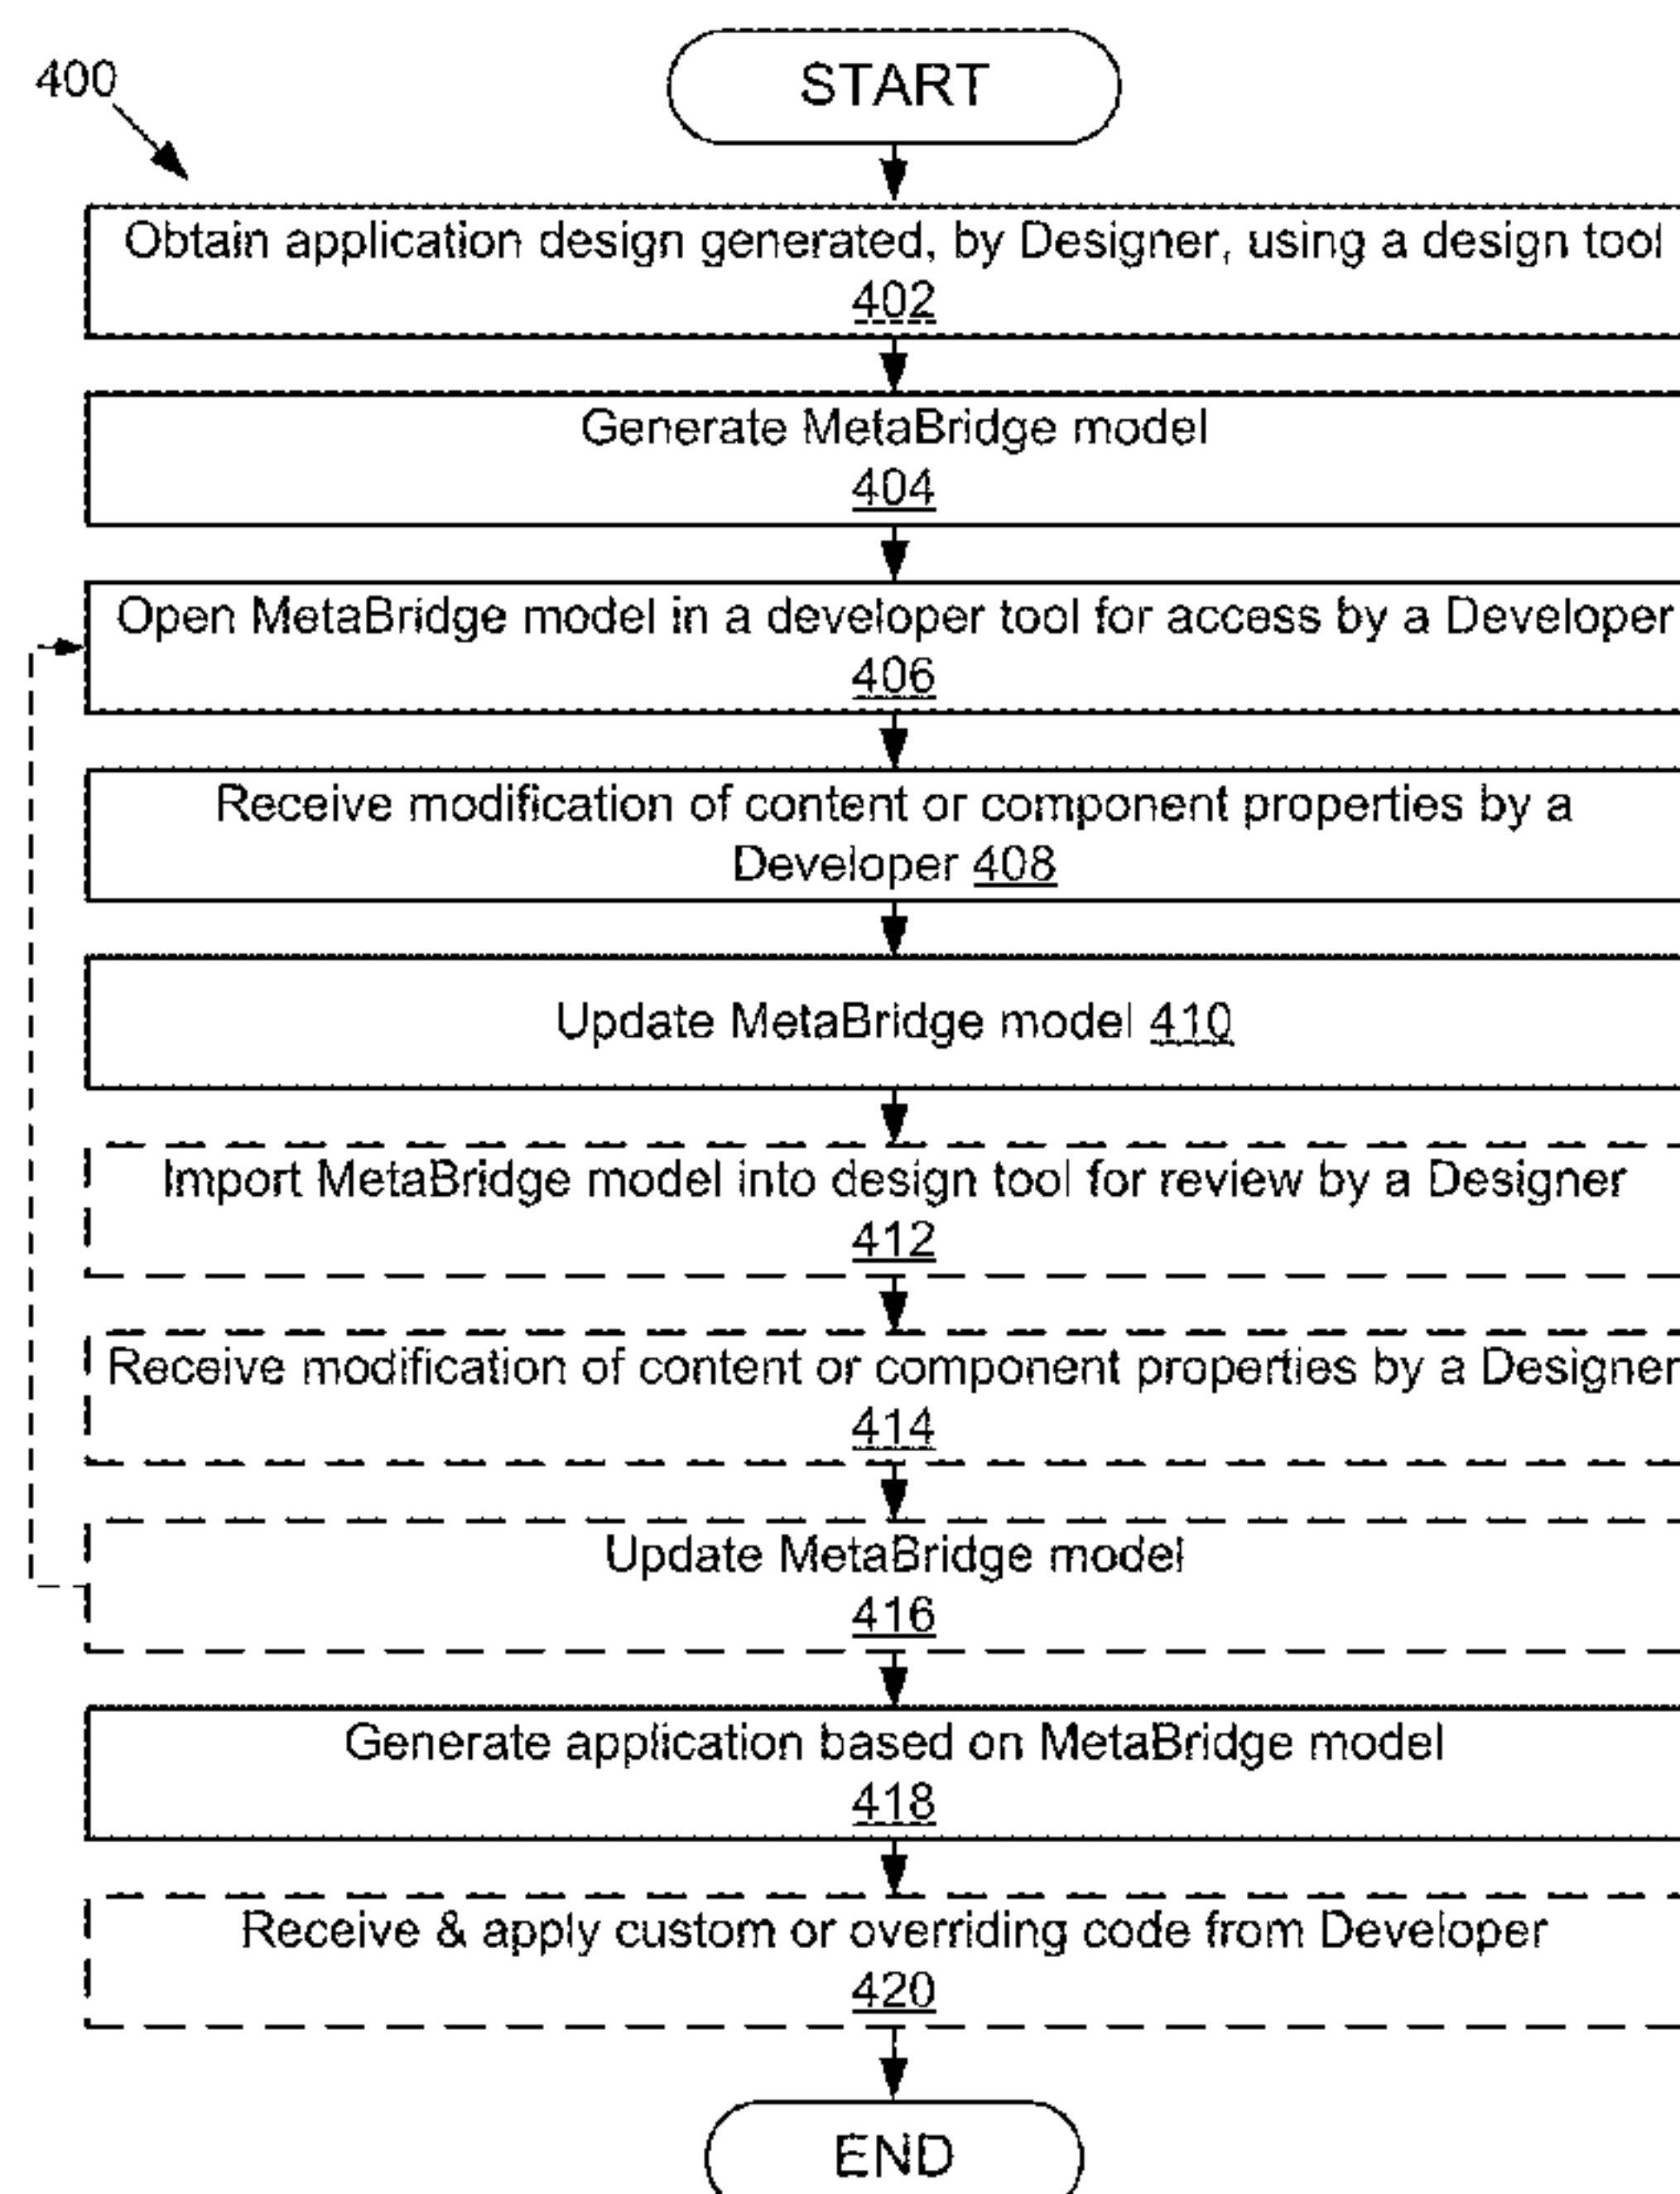 400
START
Obtain application design generated, by Designer, using a design tool
402
Generate MetaBridge model
404
Open MetaBridge model in a developer tool for access by a Developer
406
Receive modification of content or component properties by a
Developer 408
Update MetaBridge model 410
Import MetaBridge model into design tool for review by a Designer
412
Receive modification of content or component properties by a Designer
414
Update MetaBridge model
416
Generate application based on MetaBridge model
418
Receive & apply custom or overriding code from Developer
420
END